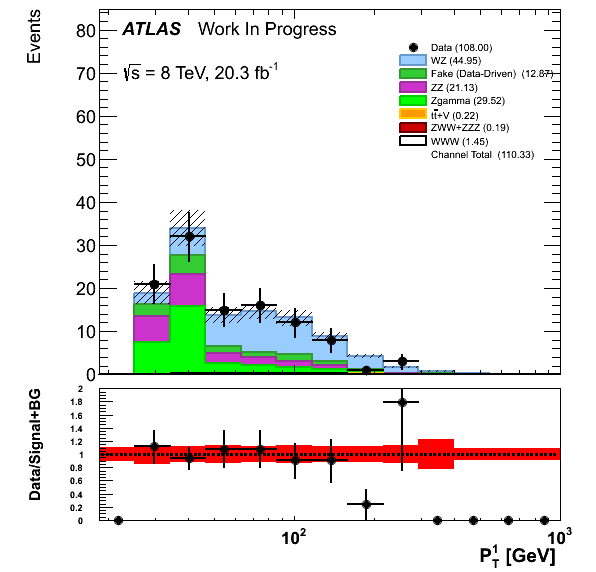 Events
ATLAS Work In Progress
√s = 8 TeV, 20.3 fb⁻¹
Data (108.00)
WZ (44.95)
Fake (Data-Driven) (12.87)
ZZ (21.13)
Zgamma (29.52)
tt̄+V (0.22)
ZWW+ZZZ (0.19)
WWW (1.45)
Channel Total (110.33)
80
70
60
50
40
30
20
10
0
Data/Signal+BG
2
1.8
1.6
1.4
1.2
1
0.8
0.6
0.4
0.2
0
10² 10³
P¹_T [GeV]